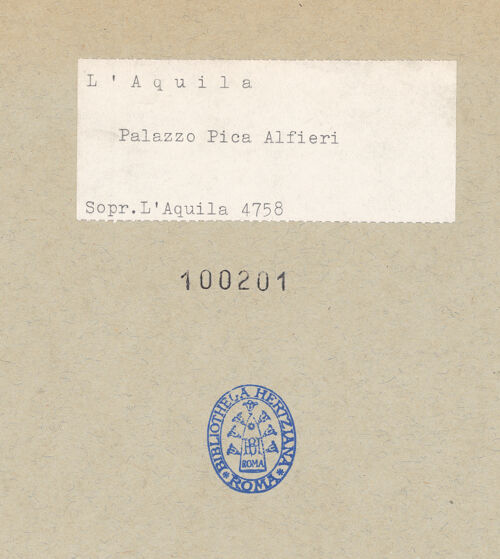 L'Aquila
Palazzo Pica Alfieri
Sopr.L'Aquila 4758
100201
BIBLIOTHECA HERTZIANA
ROMA
ROMA